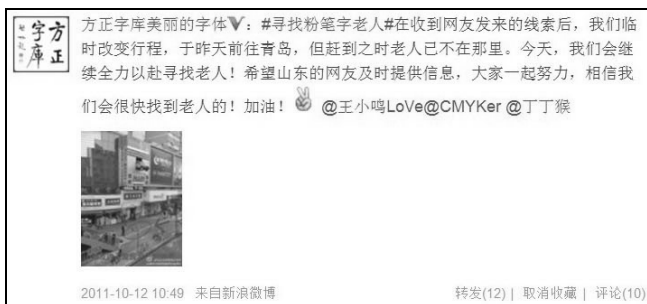 方正
字库
方正字库美丽的字体V：#寻找粉笔字老人#在收到网友发来的线索后，我们临
时改变行程，于昨天前往青岛，但赶到之时老人已不在那里。今天，我们会继
续全力以赴寻找老人！希望山东的网友及时提供信息，大家一起努力，相信我
们会很快找到老人的！加油！ @王小鸣LoVe@CMYKer @丁丁猴
2011-10-12 10:49 来自新浪微博
转发(12) | 取消收藏 | 评论(10)